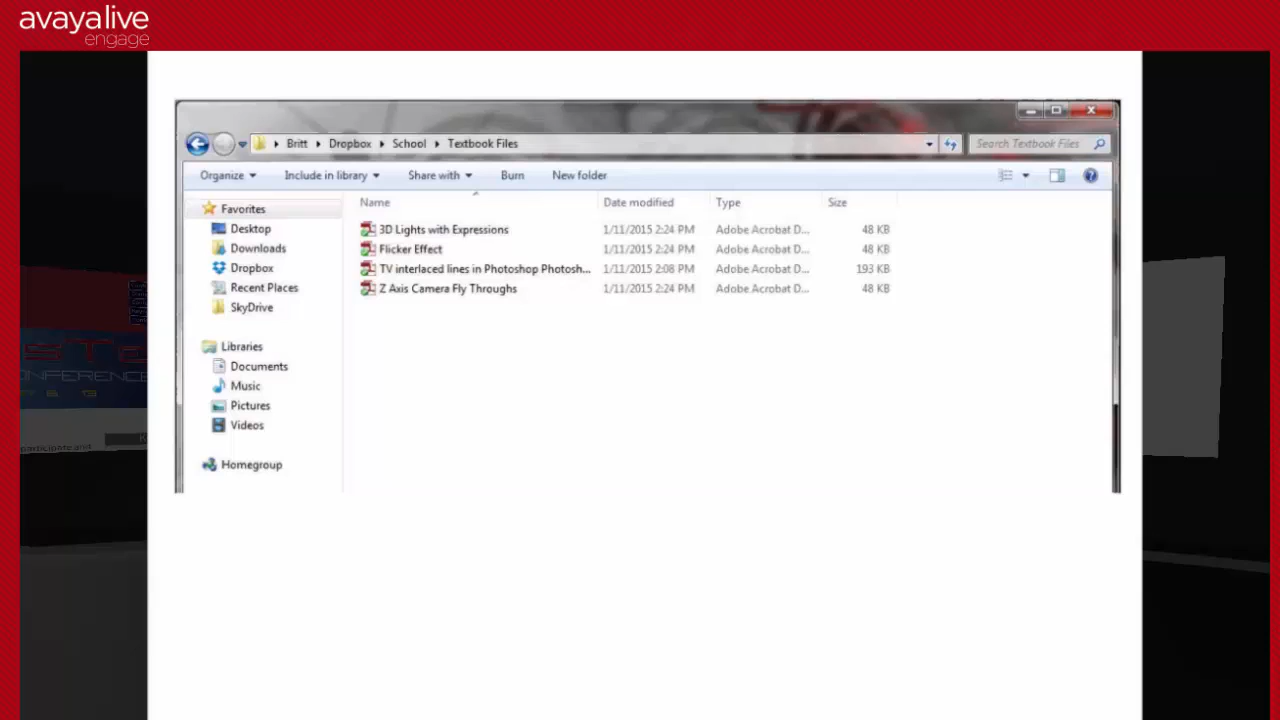 avayalive
engage
Britt Dropbox School Textbook Files
Search Textbook Files
Organize Include in library Share with Burn New folder
Name Date modified Type Size
Favorites
Desktop
Downloads
Dropbox
Recent Places
SkyDrive
Libraries
Documents
Music
Pictures
Videos
Homegroup
3D Lights with Expressions 1/11/2015 2:24 PM Adobe Acrobat D... 48 KB
Flicker Effect 1/11/2015 2:24 PM Adobe Acrobat D... 48 KB
TV interlaced lines in Photoshop Photosh... 1/11/2015 2:08 PM Adobe Acrobat D... 193 KB
Z Axis Camera Fly Throughs 1/11/2015 2:24 PM Adobe Acrobat D... 48 KB
participate and